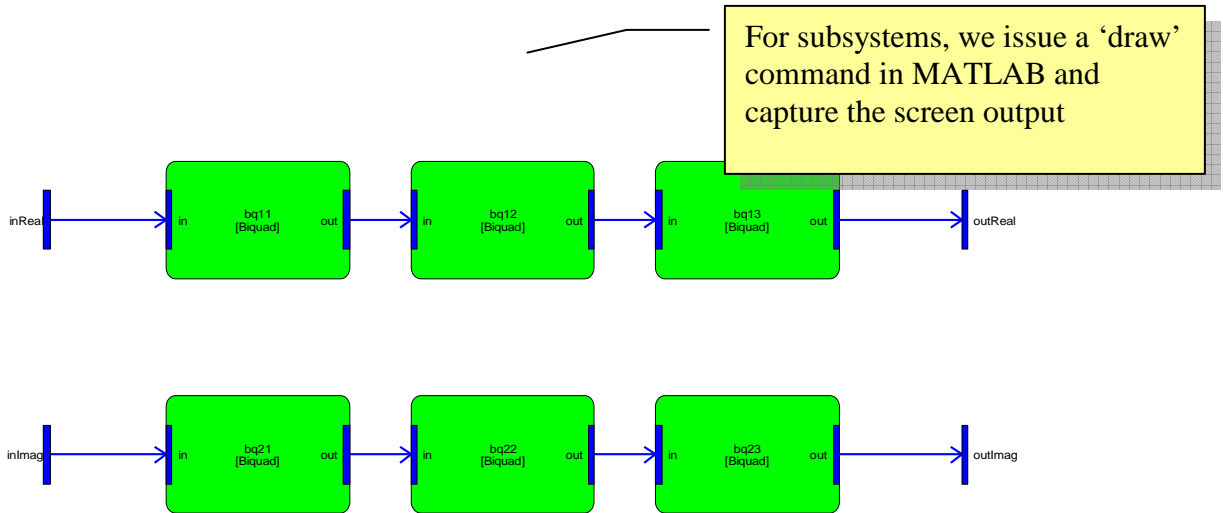 For subsystems, we issue a ‘draw’
command in MATLAB and
capture the screen output
inReal
in
bq11
[Biquad]
out
in
bq12
[Biquad]
out
in
bq13
[Biquad]
out
outReal
inImag
in
bq21
[Biquad]
out
in
bq22
[Biquad]
out
in
bq23
[Biquad]
out
outImag